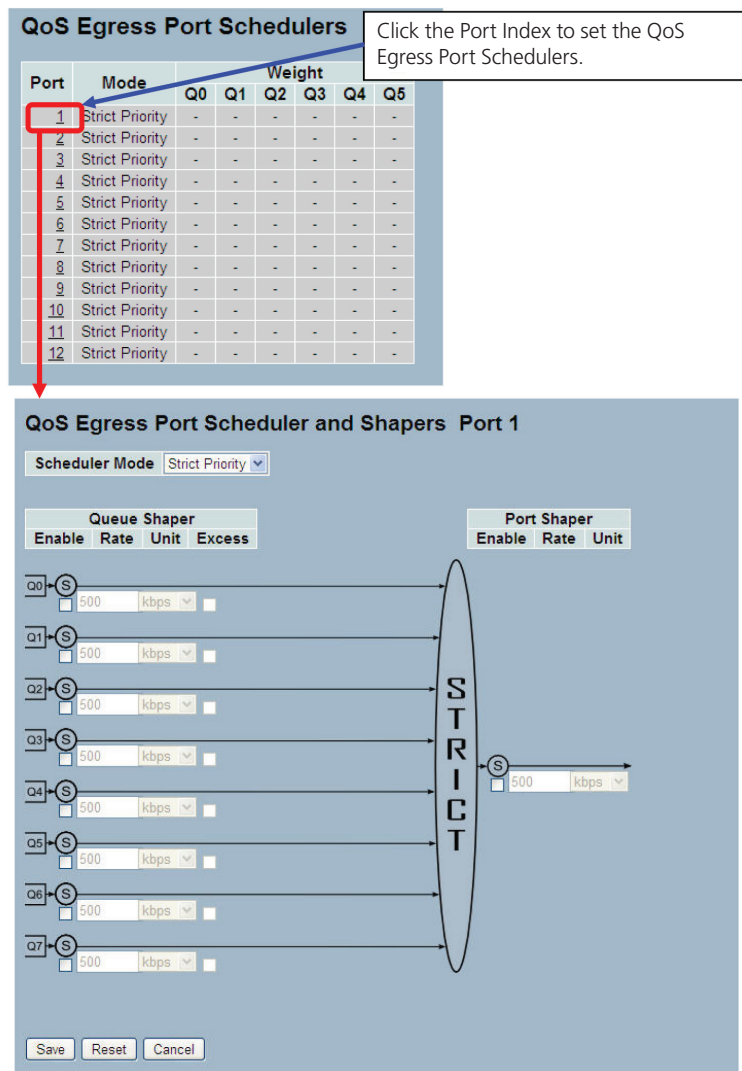 QoS Egress Port Schedulers
Click the Port Index to set the QoS
Egress Port Schedulers.
Port Mode Weight
Q0 Q1 Q2 Q3 Q4 Q5
1 Strict Priority - - - - - -
2 Strict Priority - - - - - -
3 Strict Priority - - - - - -
4 Strict Priority - - - - - -
5 Strict Priority - - - - - -
6 Strict Priority - - - - - -
7 Strict Priority - - - - - -
8 Strict Priority - - - - - -
9 Strict Priority - - - - - -
10 Strict Priority - - - - - -
11 Strict Priority - - - - - -
12 Strict Priority - - - - - -
QoS Egress Port Scheduler and Shapers Port 1
Scheduler Mode Strict Priority
Queue Shaper Port Shaper
Enable Rate Unit Excess Enable Rate Unit
Q0 S
500 kbps
Q1 S
500 kbps
Q2 S
500 kbps
Q3 S
500 kbps
Q4 S
500 kbps
Q5 S
500 kbps
Q6 S
500 kbps
Q7 S
500 kbps
STRICT
S
500 kbps
Save Reset Cancel